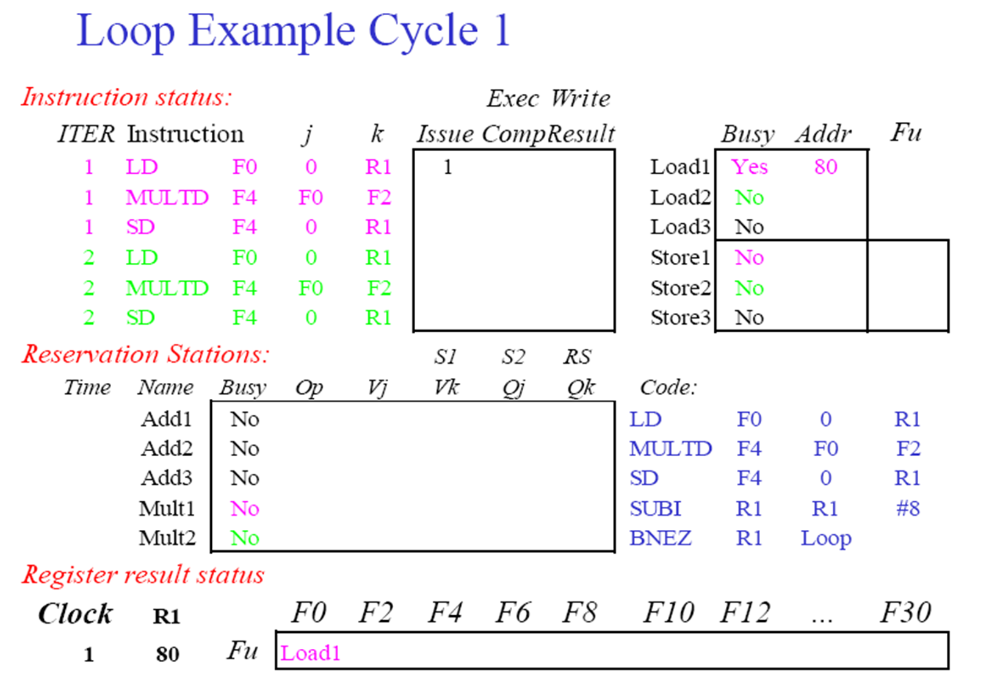 Loop Example Cycle 1
Instruction status:
Exec Write
ITER Instruction j k Issue Comp Result Busy Addr Fu
1 LD F0 0 R1 1 Load1 Yes 80
1 MULTD F4 F0 F2 Load2 No
1 SD F4 0 R1 Load3 No
2 LD F0 0 R1 Store1 No
2 MULTD F4 F0 F2 Store2 No
2 SD F4 0 R1 Store3 No
Reservation Stations: S1 S2 RS
Time Name Busy Op Vj Vk Qj Qk Code:
Add1 No LD F0 0 R1
Add2 No MULTD F4 F0 F2
Add3 No SD F4 0 R1
Mult1 No SUBI R1 R1 #8
Mult2 No BNEZ R1 Loop
Register result status
Clock R1 F0 F2 F4 F6 F8 F10 F12 ... F30
1 80 Fu Load1